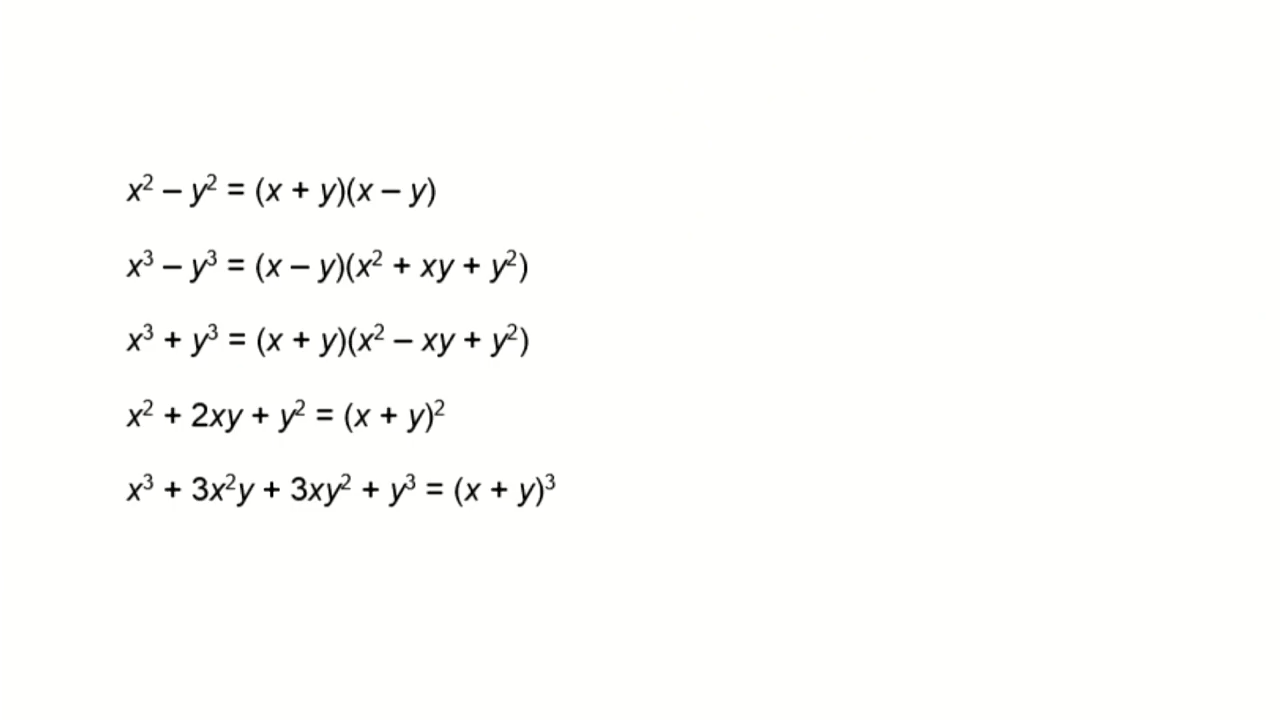 x² – y² = (x + y)(x – y)
x³ – y³ = (x – y)(x² + xy + y²)
x³ + y³ = (x + y)(x² – xy + y²)
x² + 2xy + y² = (x + y)²
x³ + 3x²y + 3xy² + y³ = (x + y)³